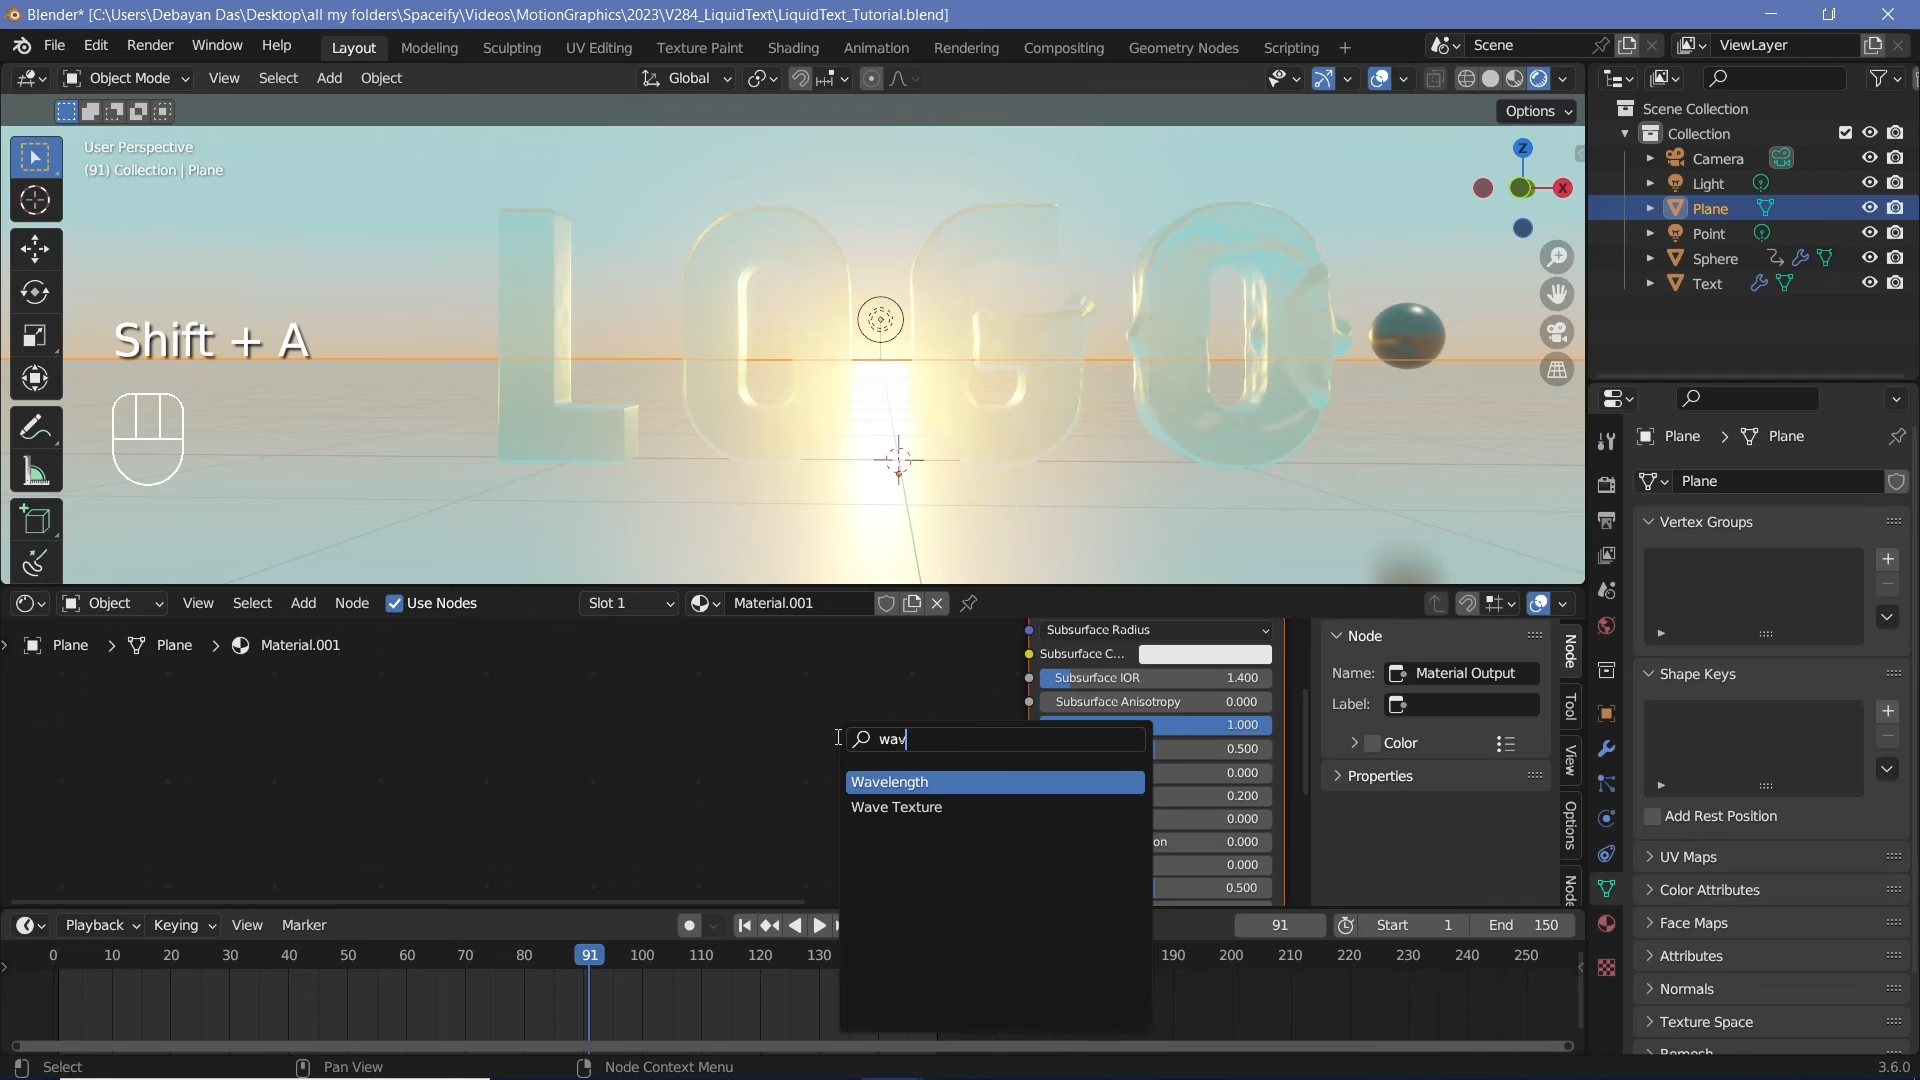 Blender* [C:\Users\Debayan Das\Desktop\all my folders\Spaceify\Videos\MotionGraphics\2023\V284_LiquidText\LiquidText_Tutorial.blend]
File Edit Render Window Help
Layout Modeling Sculpting UV Editing Texture Paint Shading Animation Rendering Compositing Geometry Nodes Scripting +
Scene
ViewLayer
Object Mode View Select Add Object
Global
Options
User Perspective
(91) Collection | Plane
Shift + A
LOGO
Z
X
Scene Collection
Collection
Camera
Light
Plane
Point
Sphere
Text
Plane > Plane
Plane
Vertex Groups
Shape Keys
Add Rest Position
UV Maps
Color Attributes
Face Maps
Attributes
Normals
Texture Space
Remesh
Object View Select Add Node Use Nodes Slot 1 Material.001
Plane > Plane > Material.001
Subsurface Radius
Subsurface C...
Subsurface IOR 1.400
Subsurface Anisotropy 0.000
1.000
0.500
0.000
0.200
0.000
on 0.000
0.000
0.500
wav
Wavelength
Wave Texture
Node
Name: Material Output
Label:
Color
Properties
Node
Tool
View
Options
Node
Playback Keying View Marker
91 Start 1 End 150
0 10 20 30 40 50 60 70 80 91 100 110 120 130 190 200 210 220 230 240 250
Select Pan View Node Context Menu 3.6.0